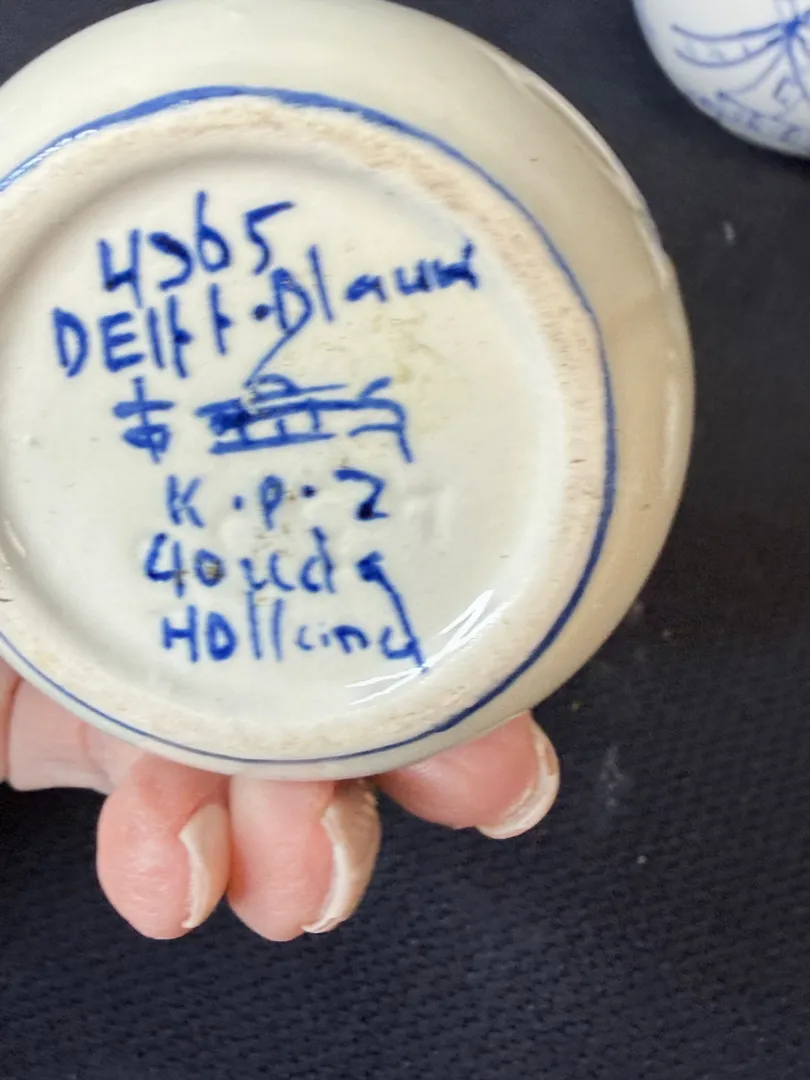 4365
DElft·Blauw
K·P·Z
GOUdA
HOlland